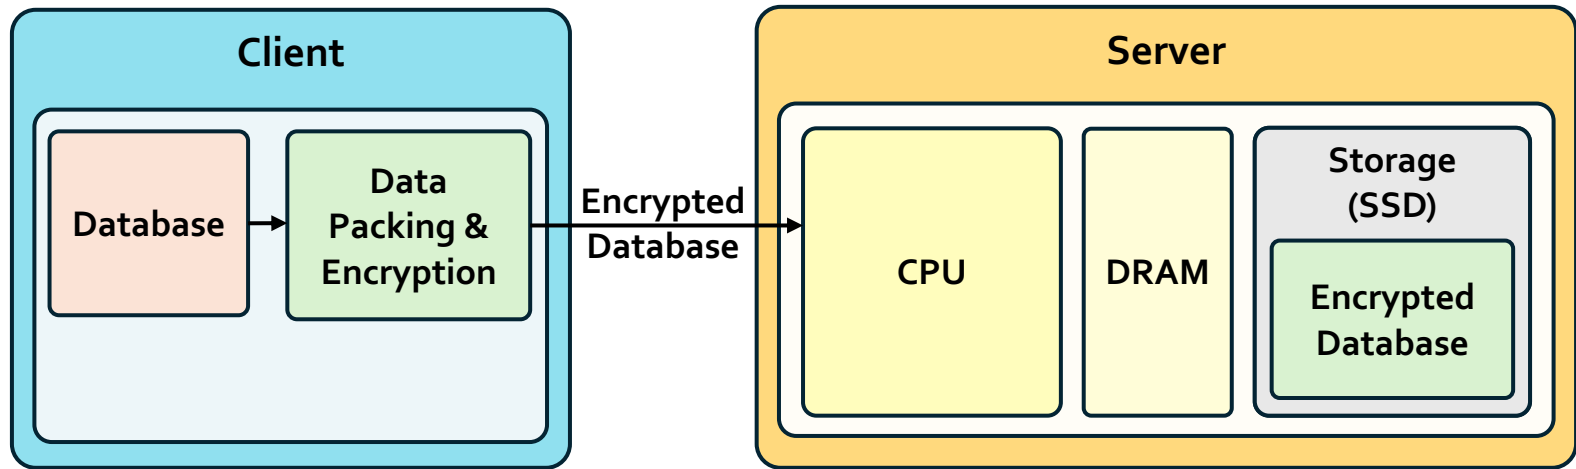 Client
Database
Data
Packing &
Encryption
Encrypted
Database
Server
CPU
DRAM
Storage
(SSD)
Encrypted
Database